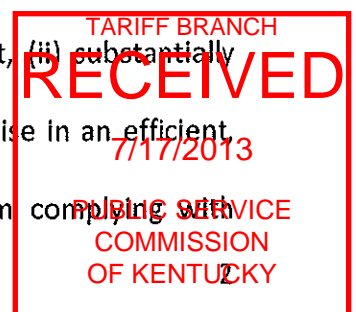 TARIFF BRANCH
t, (ii) substantially
RECEIVED
ise in an efficient,
7/17/2013
m complying with
PUBLIC SERVICE
COMMISSION
OF KENTUCKY
2